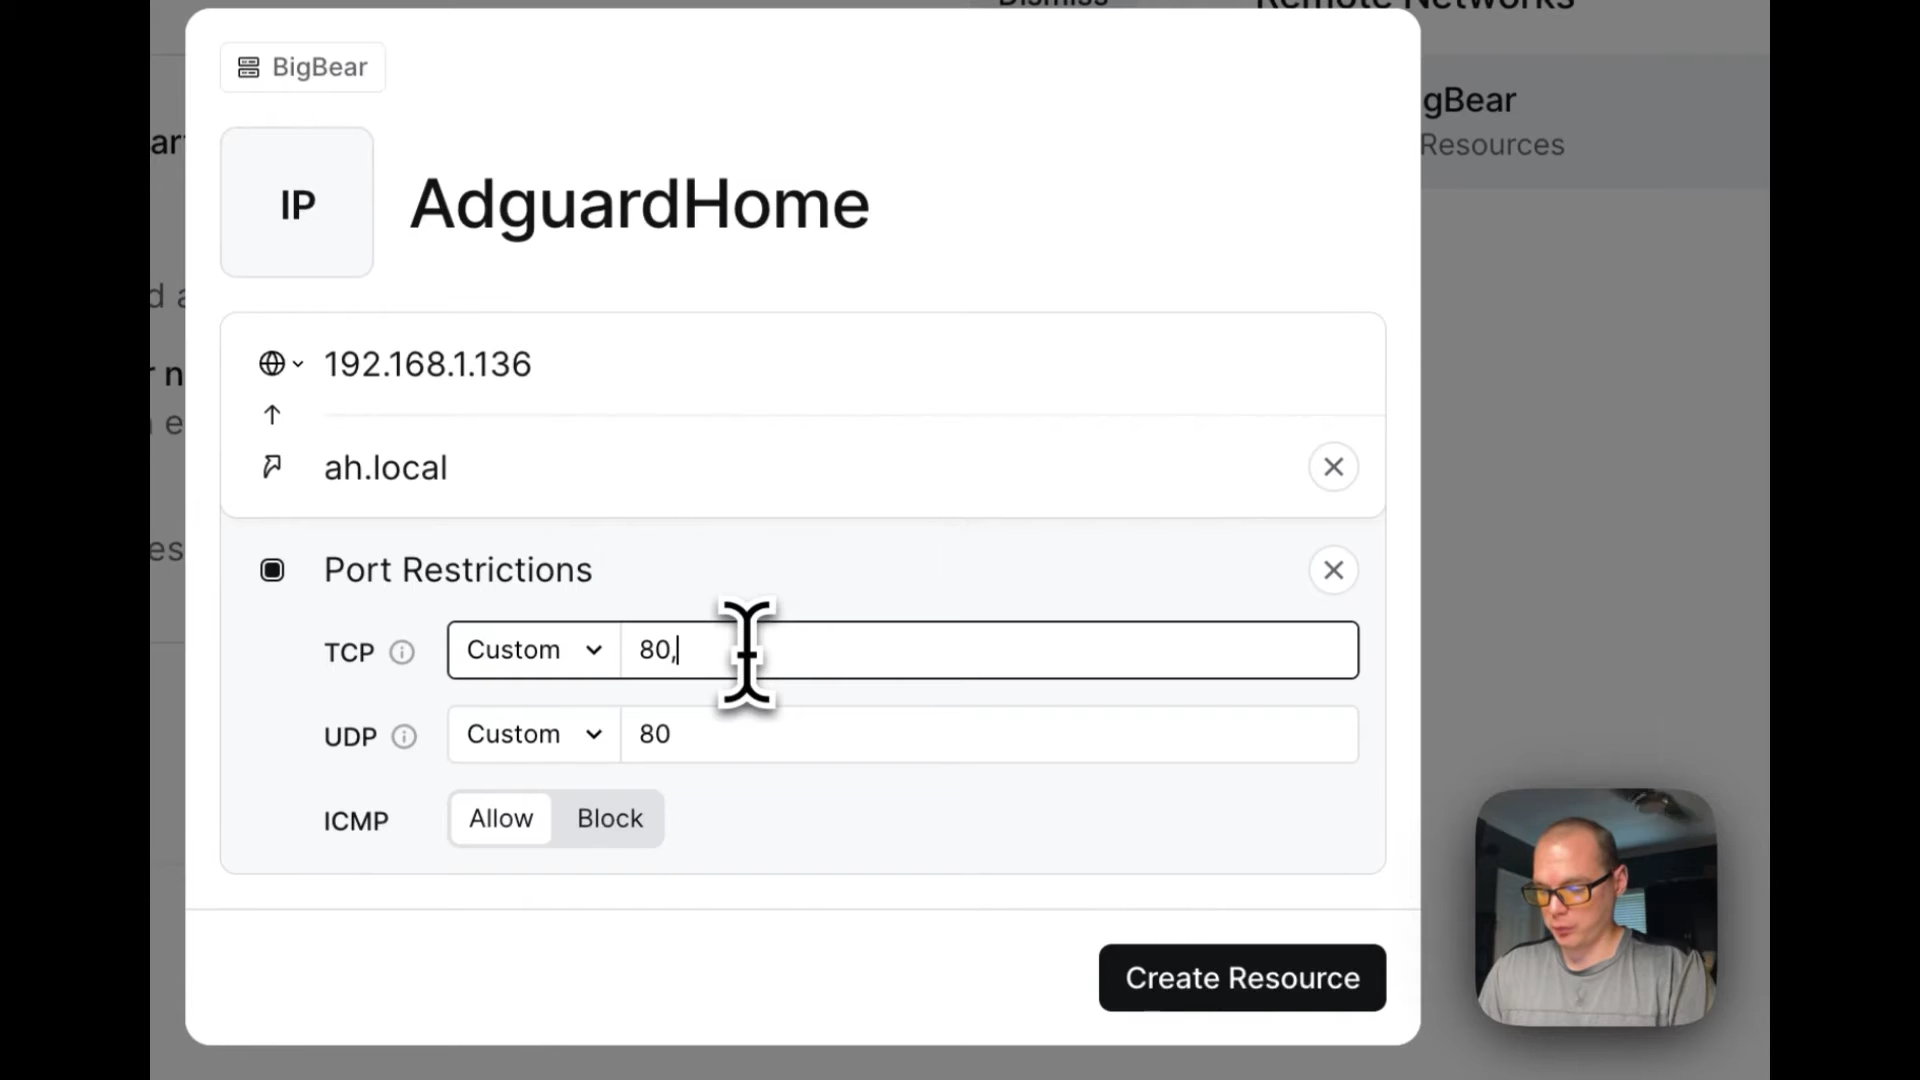 Dismiss
Remote Networks
BigBear
gBear
Resources
IP
AdguardHome
192.168.1.136
ah.local
Port Restrictions
TCP
Custom
80,
UDP
Custom
80
ICMP
Allow
Block
Create Resource